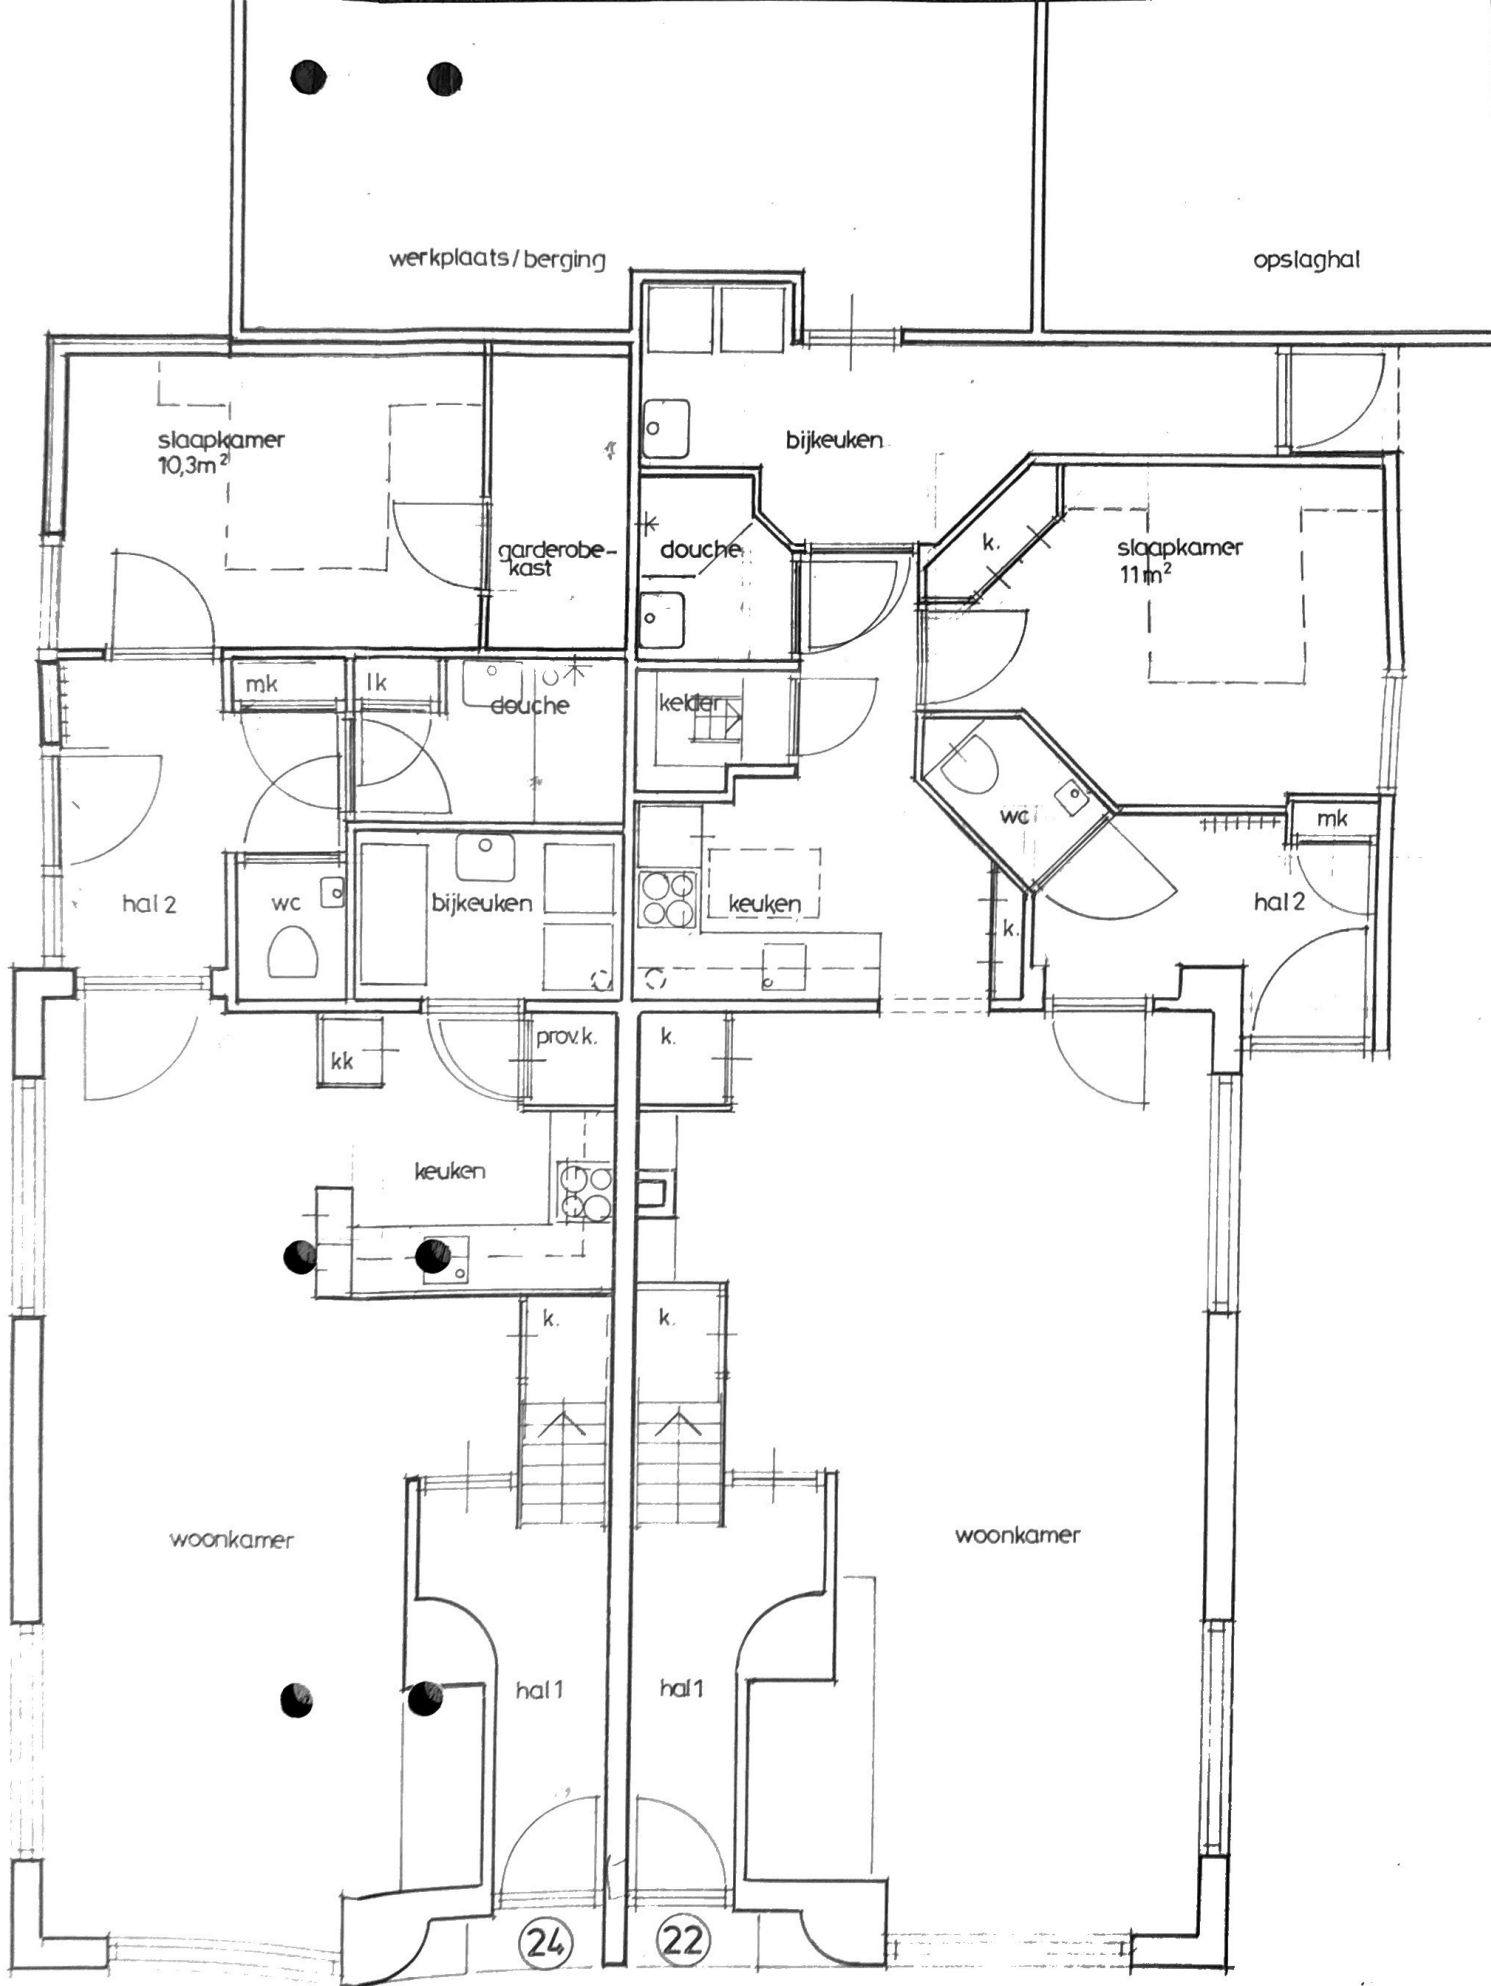 werkplaats/berging
opslaghal
slaapkamer
10,3m²
bijkeuken
garderobe-
kast
douche
k.
slaapkamer
11m²
mk
lk
douche
kelder
wc
mk
hal 2
wc
bijkeuken
keuken
k.
hal 2
kk
prov.k.
k.
keuken
k.
k.
woonkamer
woonkamer
hal 1
hal 1
24
22